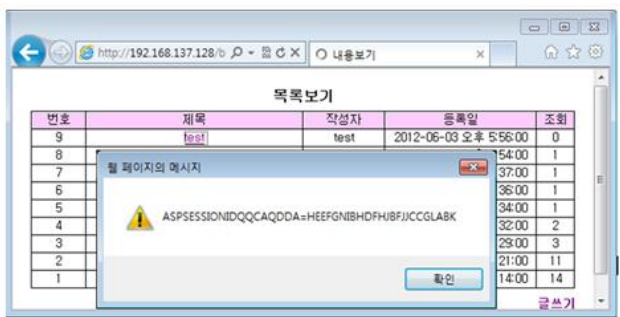 http://192.168.137.128/b
내용보기
목록보기
번호 제목 작성자 등록일 조회
9 test test 2012-06-03 오후 5:56:00 0
8 54:00 1
7 37:00 1
6 36:00 1
5 34:00 1
4 32:00 2
3 29:00 3
2 21:00 11
1 14:00 14
웹 페이지의 메시지
ASPSESSIONIDQQCAQDDA=HEEFGNIBHDFHJBFJJCCGLABK
확인
글쓰기